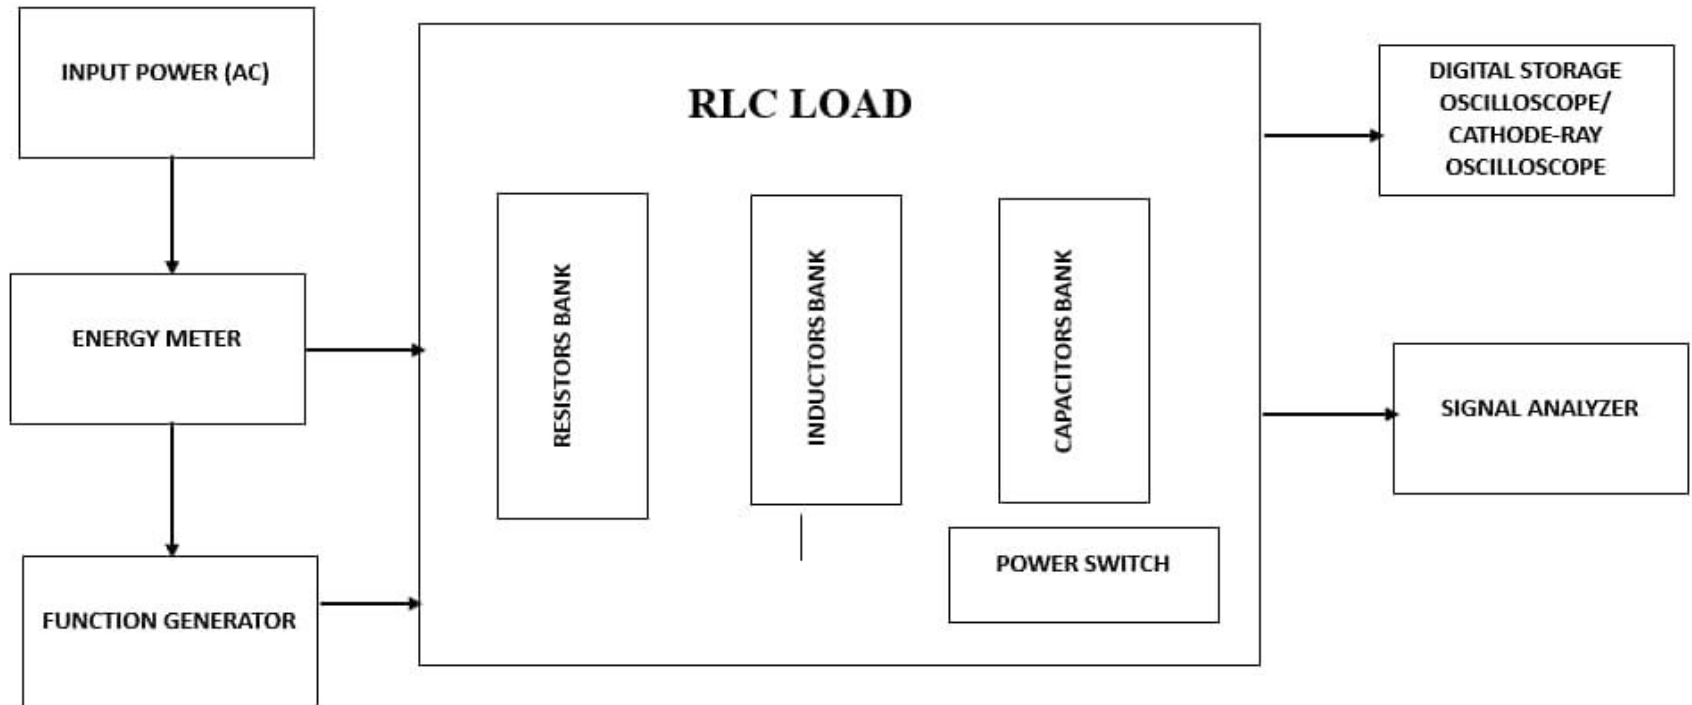 INPUT POWER (AC)
ENERGY METER
FUNCTION GENERATOR
RLC LOAD
RESISTORS BANK
INDUCTORS BANK
CAPACITORS BANK
POWER SWITCH
DIGITAL STORAGE
OSCILLOSCOPE/
CATHODE-RAY
OSCILLOSCOPE
SIGNAL ANALYZER